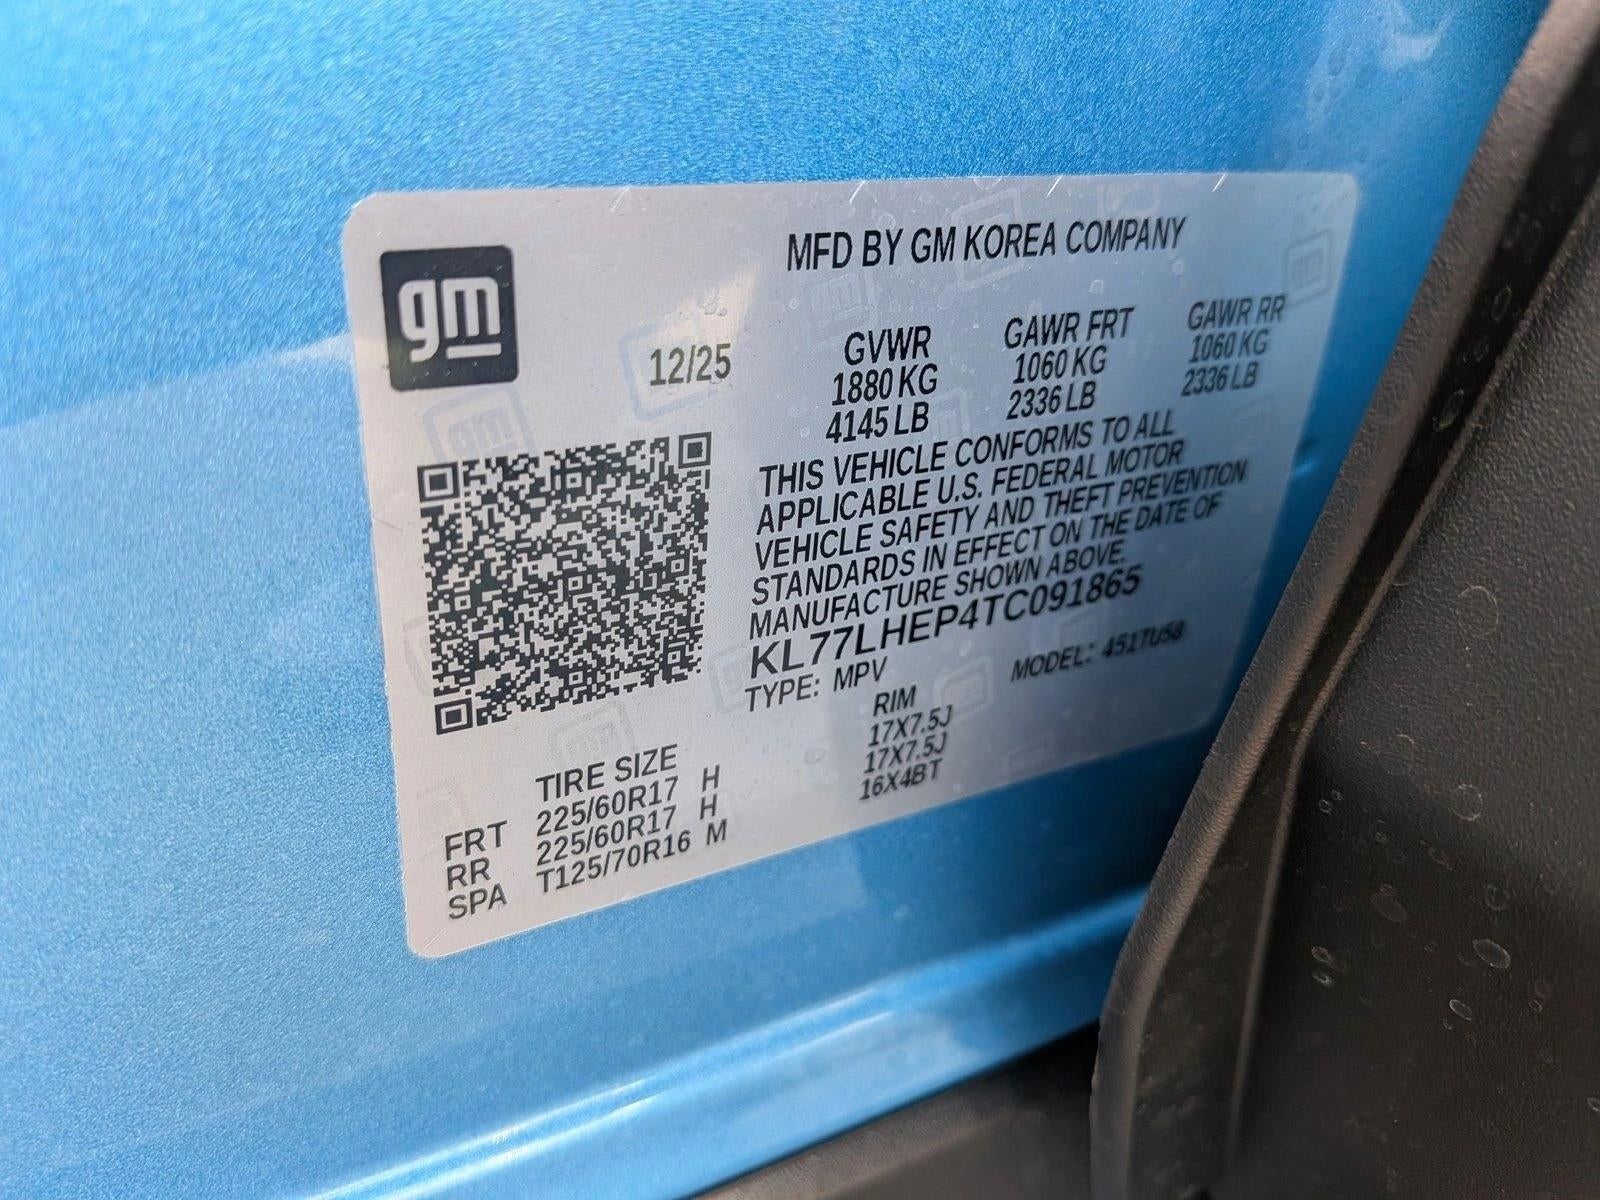 gm
MFD BY GM KOREA COMPANY
12/25
GVWR GAWR FRT GAWR RR
1880 KG 1060 KG 1060 KG
4145 LB 2336 LB 2336 LB
THIS VEHICLE CONFORMS TO ALL
APPLICABLE U.S. FEDERAL MOTOR
VEHICLE SAFETY AND THEFT PREVENTION
STANDARDS IN EFFECT ON THE DATE OF
MANUFACTURE SHOWN ABOVE.
KL77LHEP4TC091865
TYPE: MPV MODEL: 451TU58
TIRE SIZE RIM
FRT 225/60R17 H 17X7.5J
RR 225/60R17 H 17X7.5J
SPA T125/70R16 M 16X4BT